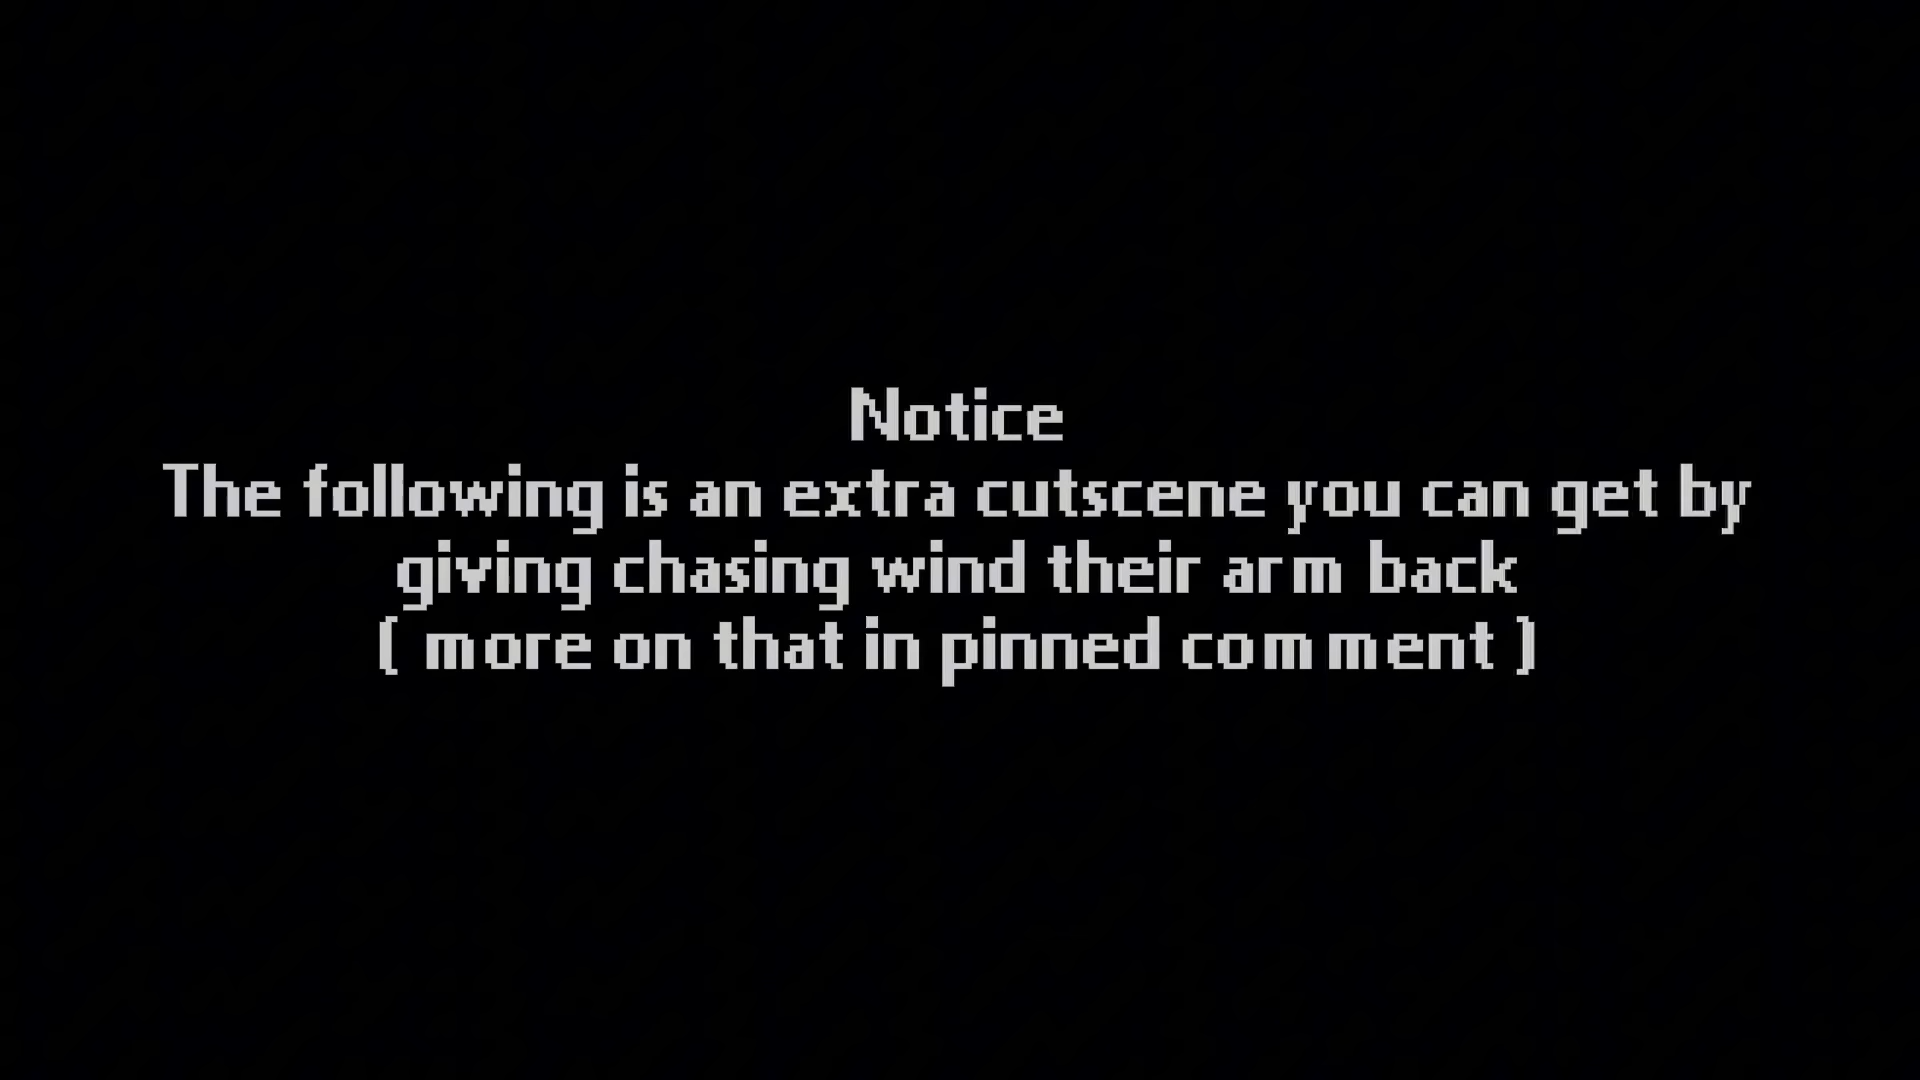 Notice
The following is an extra cutscene you can get by
giving chasing wind their arm back
( more on that in pinned comment )